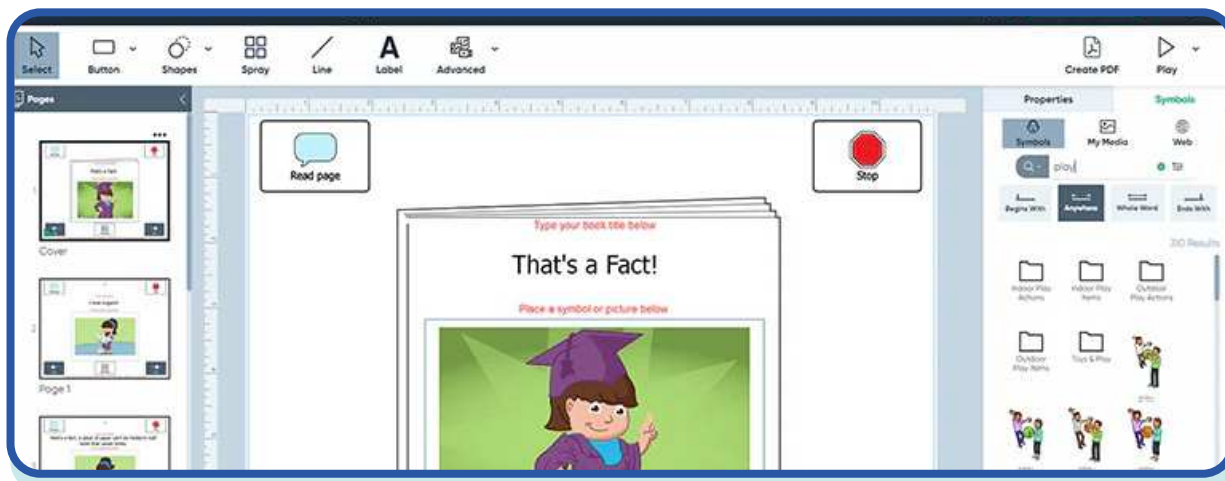 Select
Button
Shapes
Spray
Line
Label
Advanced
Create PDF
Play
Pages
Cover
Page 1
Read page
Stop
Type your book title below
That's a Fact!
Place a symbol or picture below
Properties
Symbols
Symbols
My Media
Web
play
Begins With
Anywhere
Whole Word
Ends With
310 Results
Indoor Play
Actions
Indoor Play
Items
Outdoor
Play Actions
Outdoor
Play Items
Toys & Play